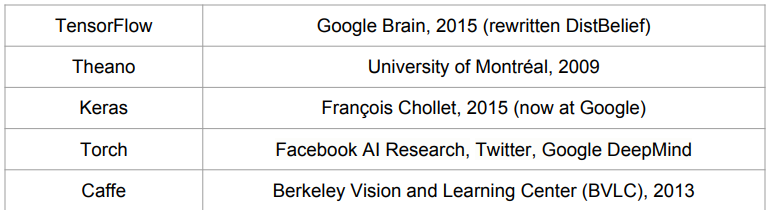 TensorFlow Google Brain, 2015 (rewritten DistBelief)
Theano University of Montréal, 2009
Keras François Chollet, 2015 (now at Google)
Torch Facebook AI Research, Twitter, Google DeepMind
Caffe Berkeley Vision and Learning Center (BVLC), 2013